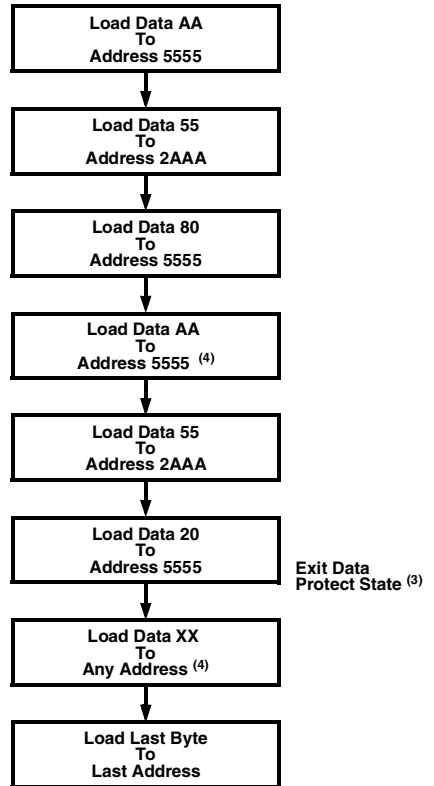 Load Data AA
To
Address 5555
Load Data 55
To
Address 2AAA
Load Data 80
To
Address 5555
Load Data AA
To
Address 5555 (4)
Load Data 55
To
Address 2AAA
Load Data 20
To
Address 5555
Exit Data
Protect State (3)
Load Data XX
To
Any Address (4)
Load Last Byte
To
Last Address